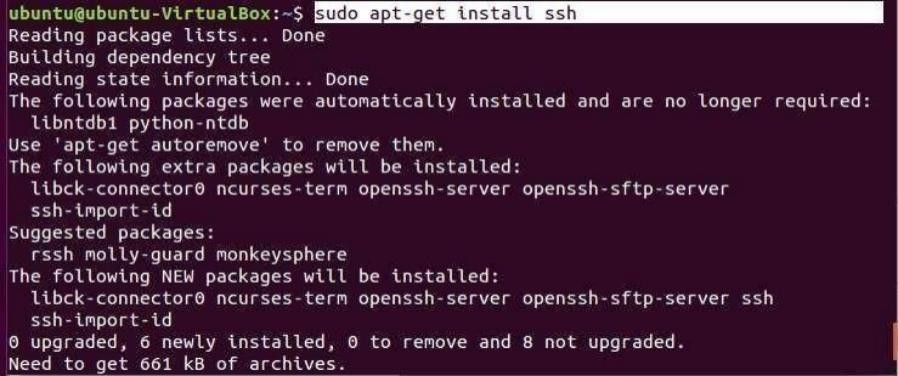 ubuntu@ubuntu-VirtualBox:~$ sudo apt-get install ssh
Reading package lists... Done
Building dependency tree
Reading state information... Done
The following packages were automatically installed and are no longer required:
  libntdb1 python-ntdb
Use 'apt-get autoremove' to remove them.
The following extra packages will be installed:
  libck-connector0 ncurses-term openssh-server openssh-sftp-server
  ssh-import-id
Suggested packages:
  rssh molly-guard monkeysphere
The following NEW packages will be installed:
  libck-connector0 ncurses-term openssh-server openssh-sftp-server ssh
  ssh-import-id
0 upgraded, 6 newly installed, 0 to remove and 8 not upgraded.
Need to get 661 kB of archives.